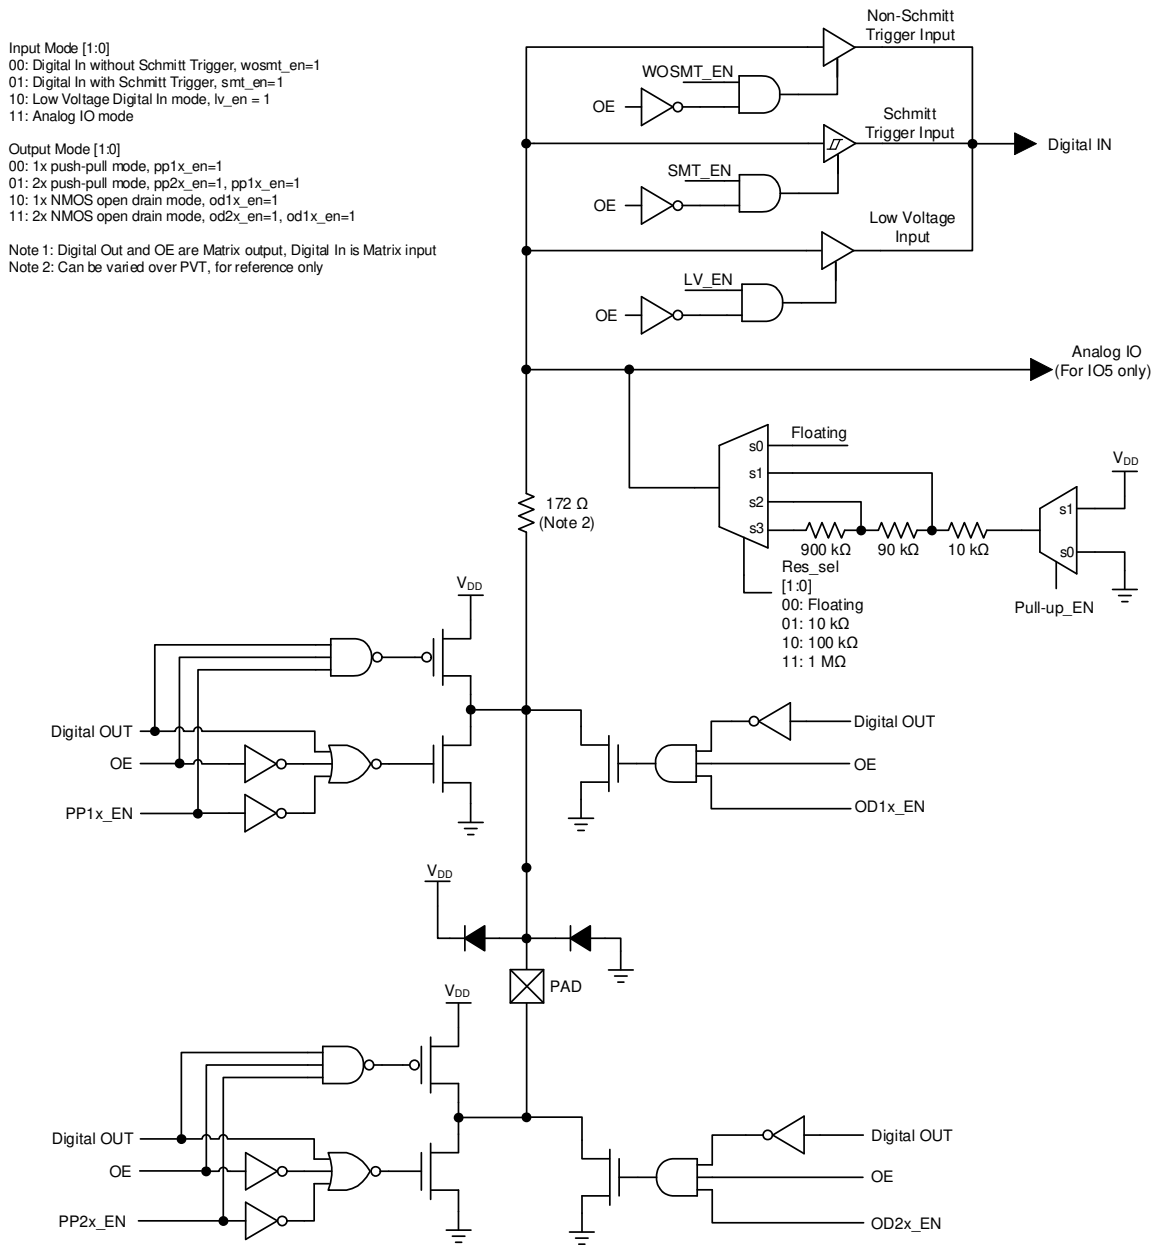 Input Mode [1:0]
00: Digital In without Schmitt Trigger, wosmt_en=1
01: Digital In with Schmitt Trigger, smt_en=1
10: Low Voltage Digital In mode, lv_en = 1
11: Analog IO mode
Output Mode [1:0]
00: 1x push-pull mode, pp1x_en=1
01: 2x push-pull mode, pp2x_en=1, pp1x_en=1
10: 1x NMOS open drain mode, od1x_en=1
11: 2x NMOS open drain mode, od2x_en=1, od1x_en=1
Note 1: Digital Out and OE are Matrix output, Digital In is Matrix input
Note 2: Can be varied over PVT, for reference only
Non-Schmitt
Trigger Input
WOSMT_EN
OE
Schmitt
Trigger Input
Digital IN
SMT_EN
OE
Low Voltage
Input
LV_EN
OE
Analog IO
(For IO5 only)
Floating
s0
s1
s2
s3
VDD
s1
s0
172 Ω
(Note 2)
900 kΩ
90 kΩ
10 kΩ
Pull-up_EN
Res_sel
[1:0]
00: Floating
01: 10 kΩ
10: 100 kΩ
11: 1 MΩ
VDD
Digital OUT
OE
PP1x_EN
Digital OUT
OE
OD1x_EN
VDD
PAD
VDD
Digital OUT
OE
PP2x_EN
Digital OUT
OE
OD2x_EN